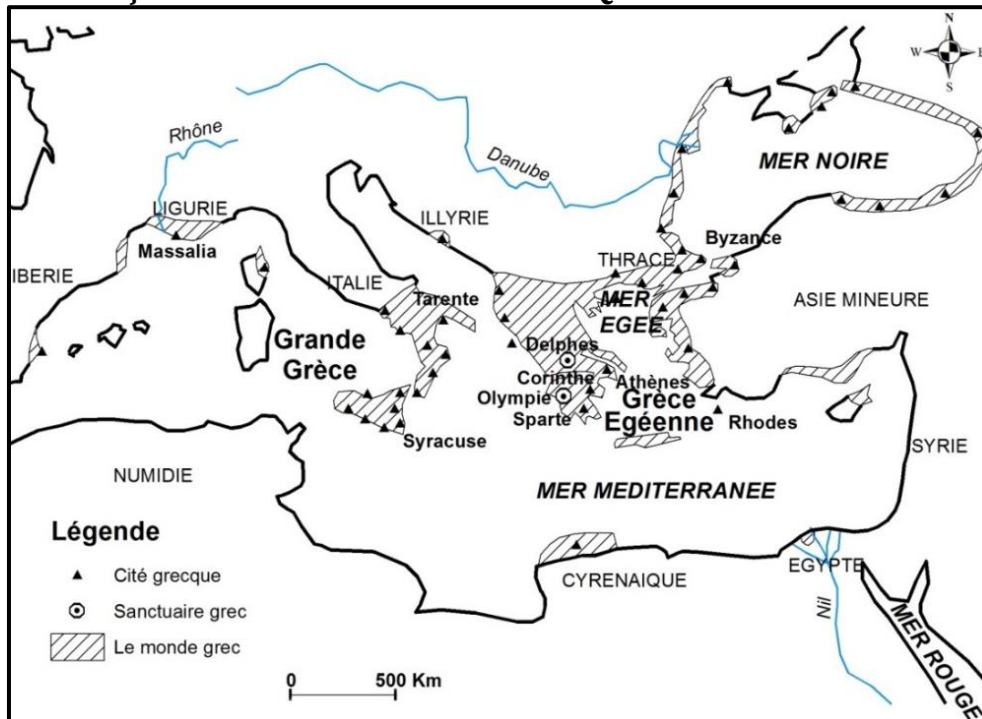 N
W
E
S
Rhône
Danube
MER NOIRE
LIGURIE
Massalia
ILLYRIE
Byzance
THRACE
IBERIE
ITALIE
Tarente
MER
EGEE
ASIE MINEURE
Grande
Grèce
Delphes
Corinthe
Athènes
Olympie
Grèce
Egéenne
Sparte
Rhodes
Syracuse
SYRIE
NUMIDIE
MER MEDITERRANEE
Légende
Cité grecque
CYRENAIQUE
EGYPTE
Sanctuaire grec
Nil
Le monde grec
MER ROUGE
0 500 Km